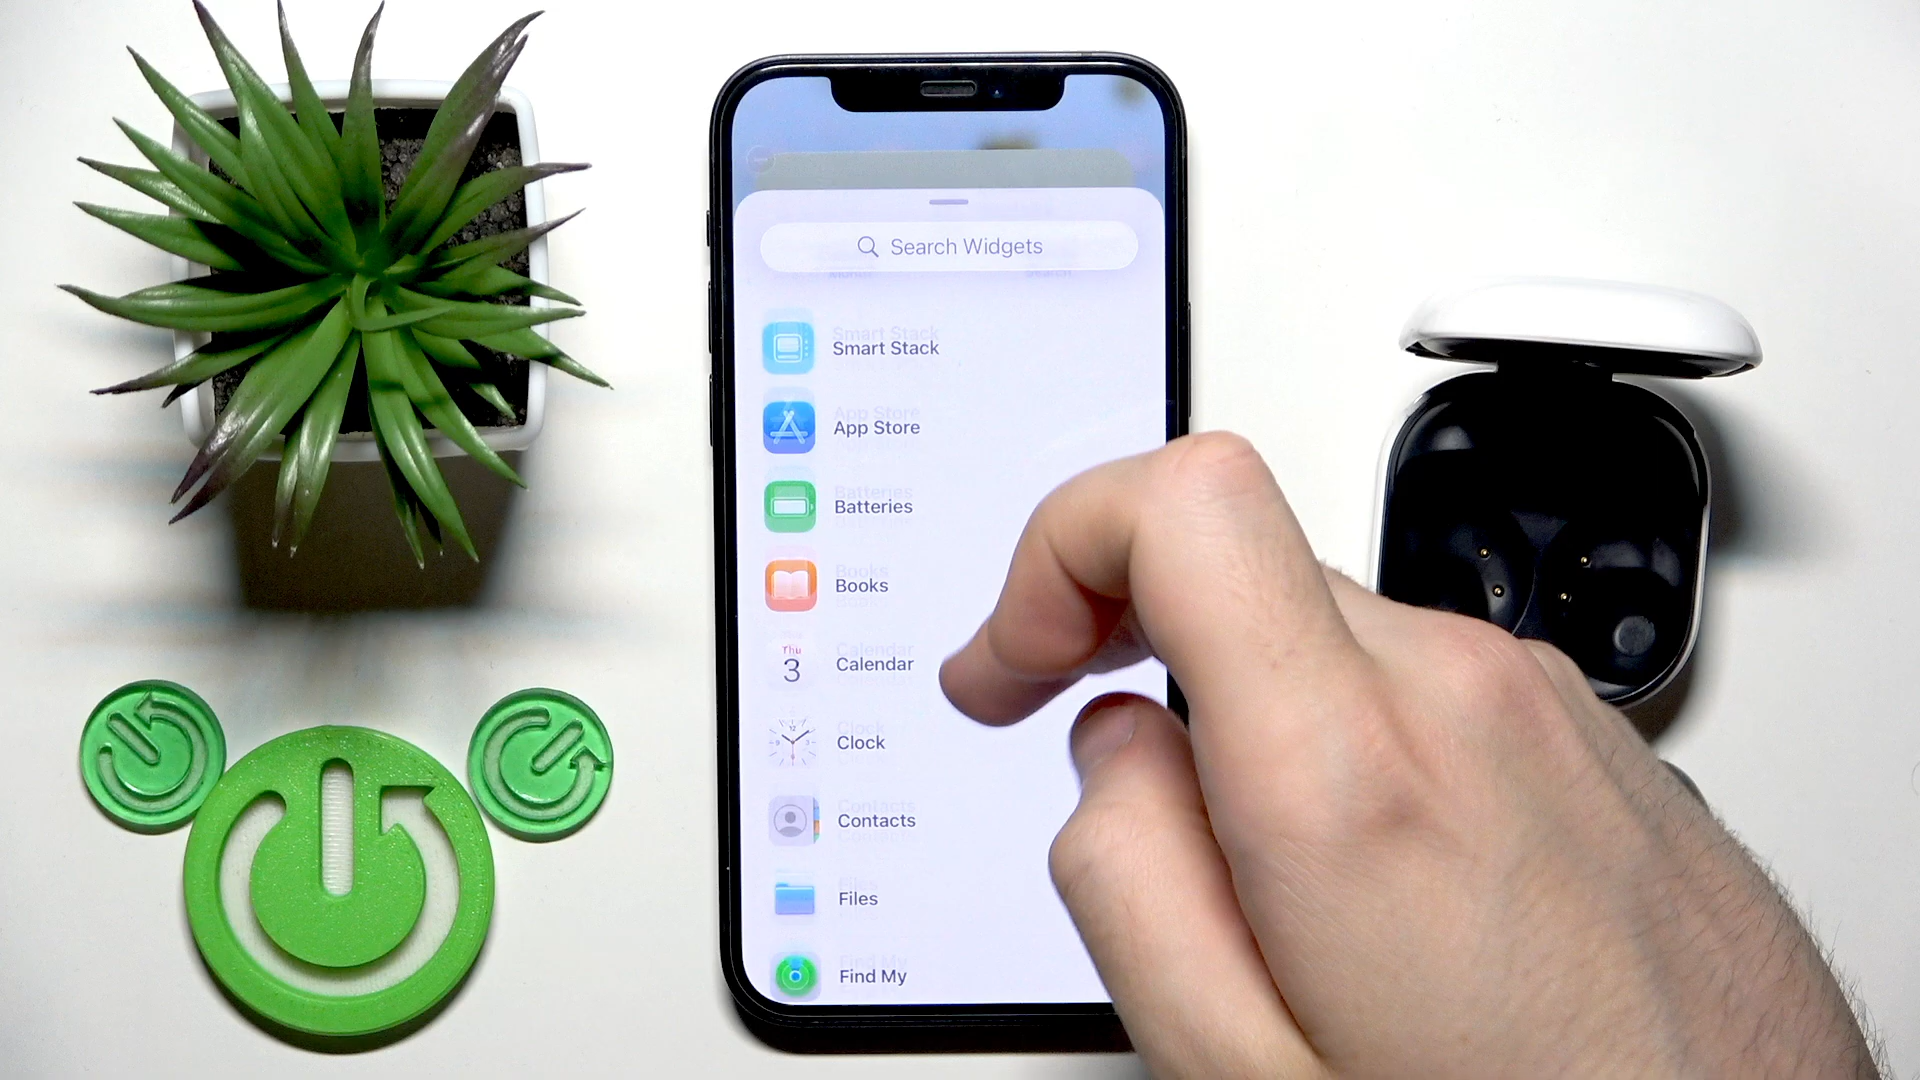 Search Widgets
Smart Stack
App Store
Batteries
Books
Thu
3
Calendar
Clock
Contacts
Files
Find My